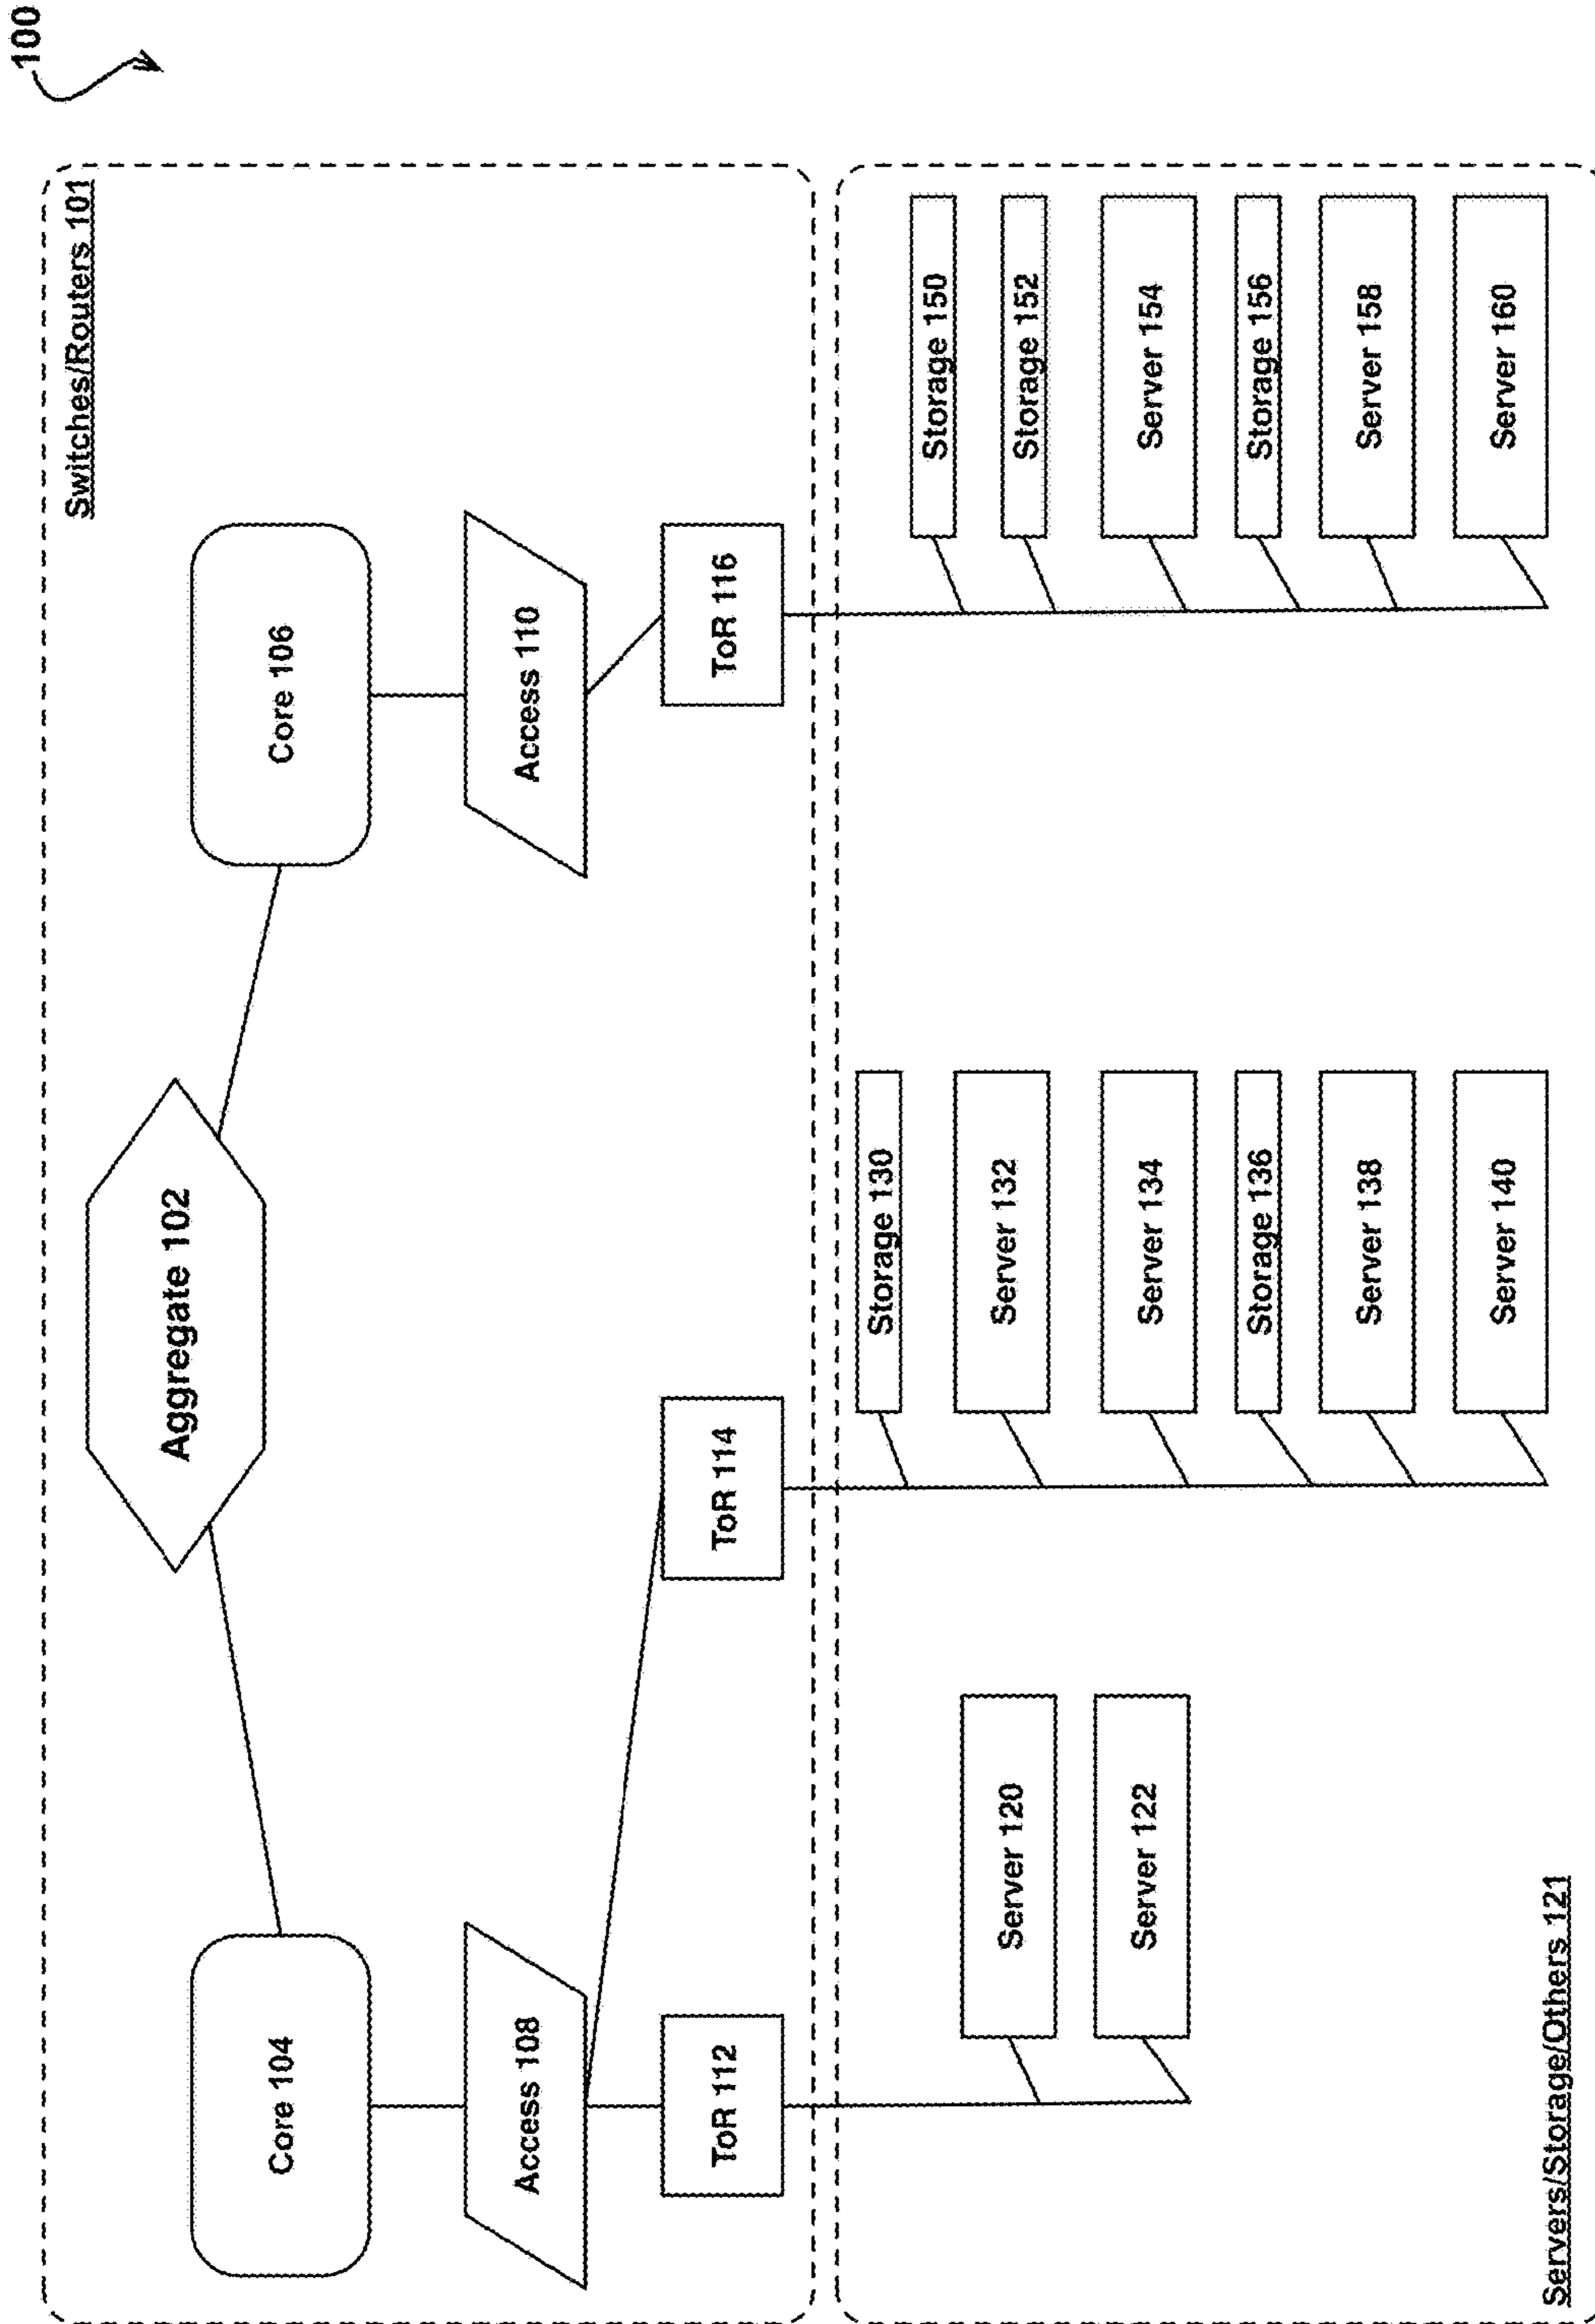 100
Switches/Routers 101
Aggregate 102
Core 104
Core 106
Access 108
Access 110
ToR 112
ToR 114
ToR 116
Server 120
Server 122
Storage 130
Server 132
Server 134
Storage 136
Server 138
Server 140
Storage 150
Storage 152
Server 154
Storage 156
Server 158
Server 160
Servers/Storage/Others 121